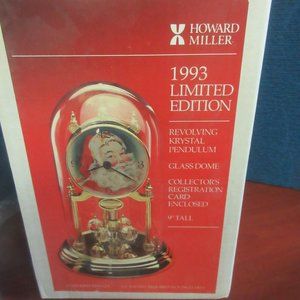 HOWARD
MILLER
1993
LIMITED
EDITION
REVOLVING
KRYSTAL
PENDULUM
GLASS DOME
COLLECTOR'S
REGISTRATION
CARD
ENCLOSED
9" TALL